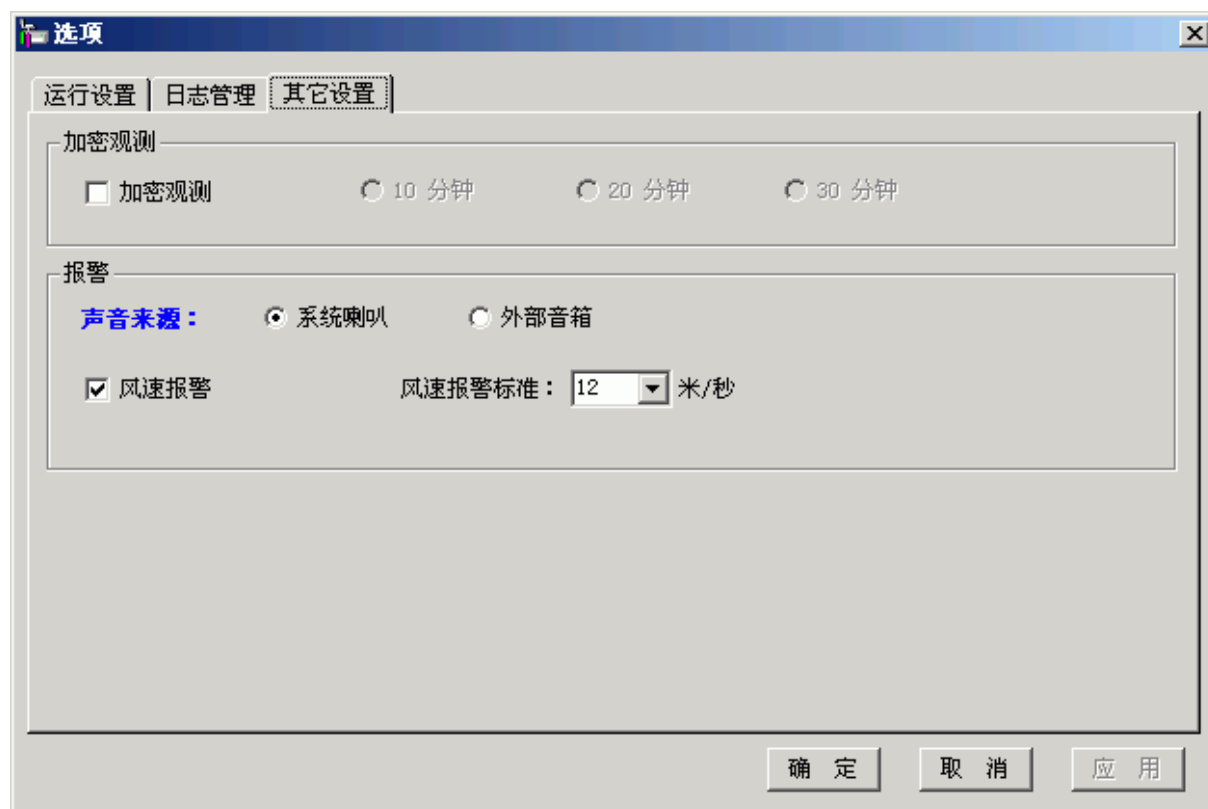 选项
运行设置 日志管理 其它设置
加密观测
加密观测 10 分钟 20 分钟 30 分钟
报警
声音来源： 系统喇叭 外部音箱
风速报警 风速报警标准： 12 米/秒
确 定 取 消 应 用